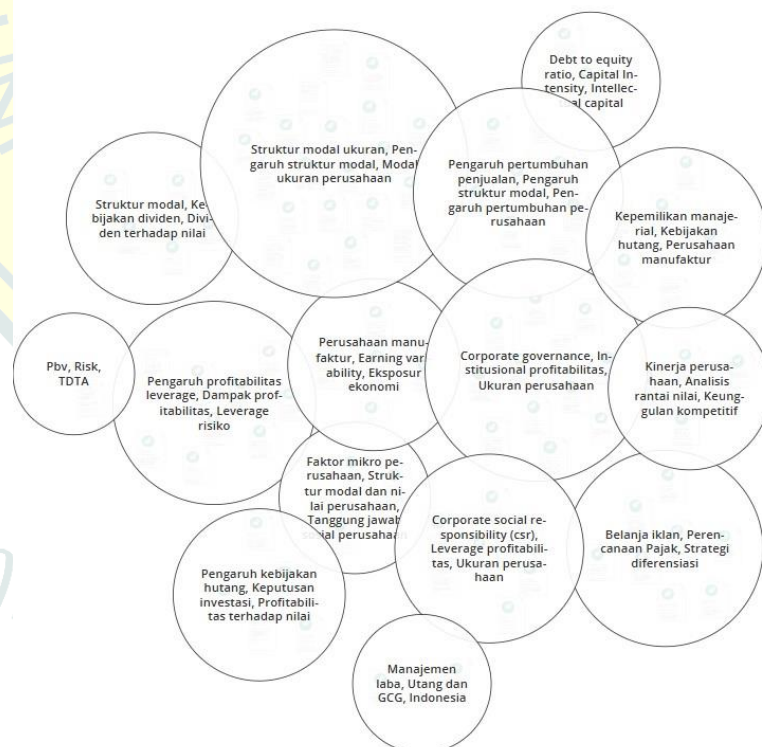 Debt to equity
ratio, Capital In-
tensity, Intellec-
tual capital
Struktur modal ukuran, Pen-
garuh struktur modal, Modal
ukuran perusahaan
Pengaruh pertumbuhan
penjualan, Pengaruh
struktur modal, Pen-
garuh pertumbuhan pe-
rusahaan
Struktur modal, Ke-
bijakan dividen, Divi-
den terhadap nilai
Kepemilikan manaje-
rial, Kebijakan
hutang, Perusahaan
manufaktur
Pbv, Risk,
TDTA
Pengaruh profitabilitas
leverage, Dampak prof-
itabilitas, Leverage
risiko
Perusahaan manu-
faktur, Earning vari-
ability, Eksposur
ekonomi
Corporate governance, In-
stitusional profitabilitas,
Ukuran perusahaan
Kinerja perusa-
haan, Analisis
rantai nilai, Keung-
gulan kompetitif
Faktor mikro pe-
rusahaan, Struk-
tur modal dan ni-
lai perusahaan,
Tanggung jawab
sosial perusahaan
Corporate social re-
sponsibility (csr),
Leverage profitabili-
tas, Ukuran perusa-
haan
Belanja iklan, Peren-
canaan Pajak, Strategi
diferensiasi
Pengaruh kebijakan
hutang, Keputusan
investasi, Profitabili-
tas terhadap nilai
Manajemen
laba, Utang dan
GCG, Indonesia